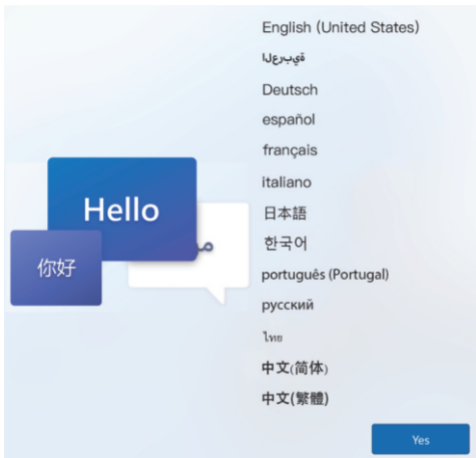 English (United States)
العربية
Deutsch
español
français
italiano
日本語
한국어
português (Portugal)
русский
ไทย
中文(简体)
中文(繁體)
Hello
你好
Yes